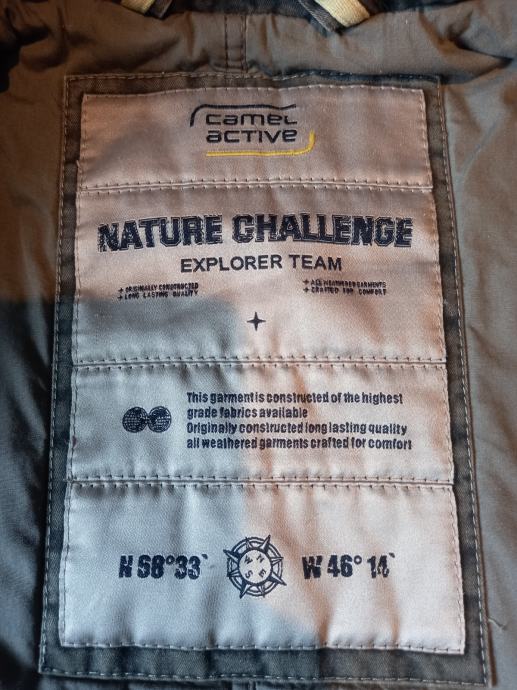 camel
active
NATURE CHALLENGE
EXPLORER TEAM
+ ORIGINALLY CONSTRUCTED
+ LONG LASTING QUALITY
+ ALL WEATHERED GARMENTS
+ CRAFTED FOR COMFORT
This garment is constructed of the highest
grade fabrics available
Originally constructed long lasting quality
all weathered garments crafted for comfort
N 68°33` W 46° 14`
N E S W